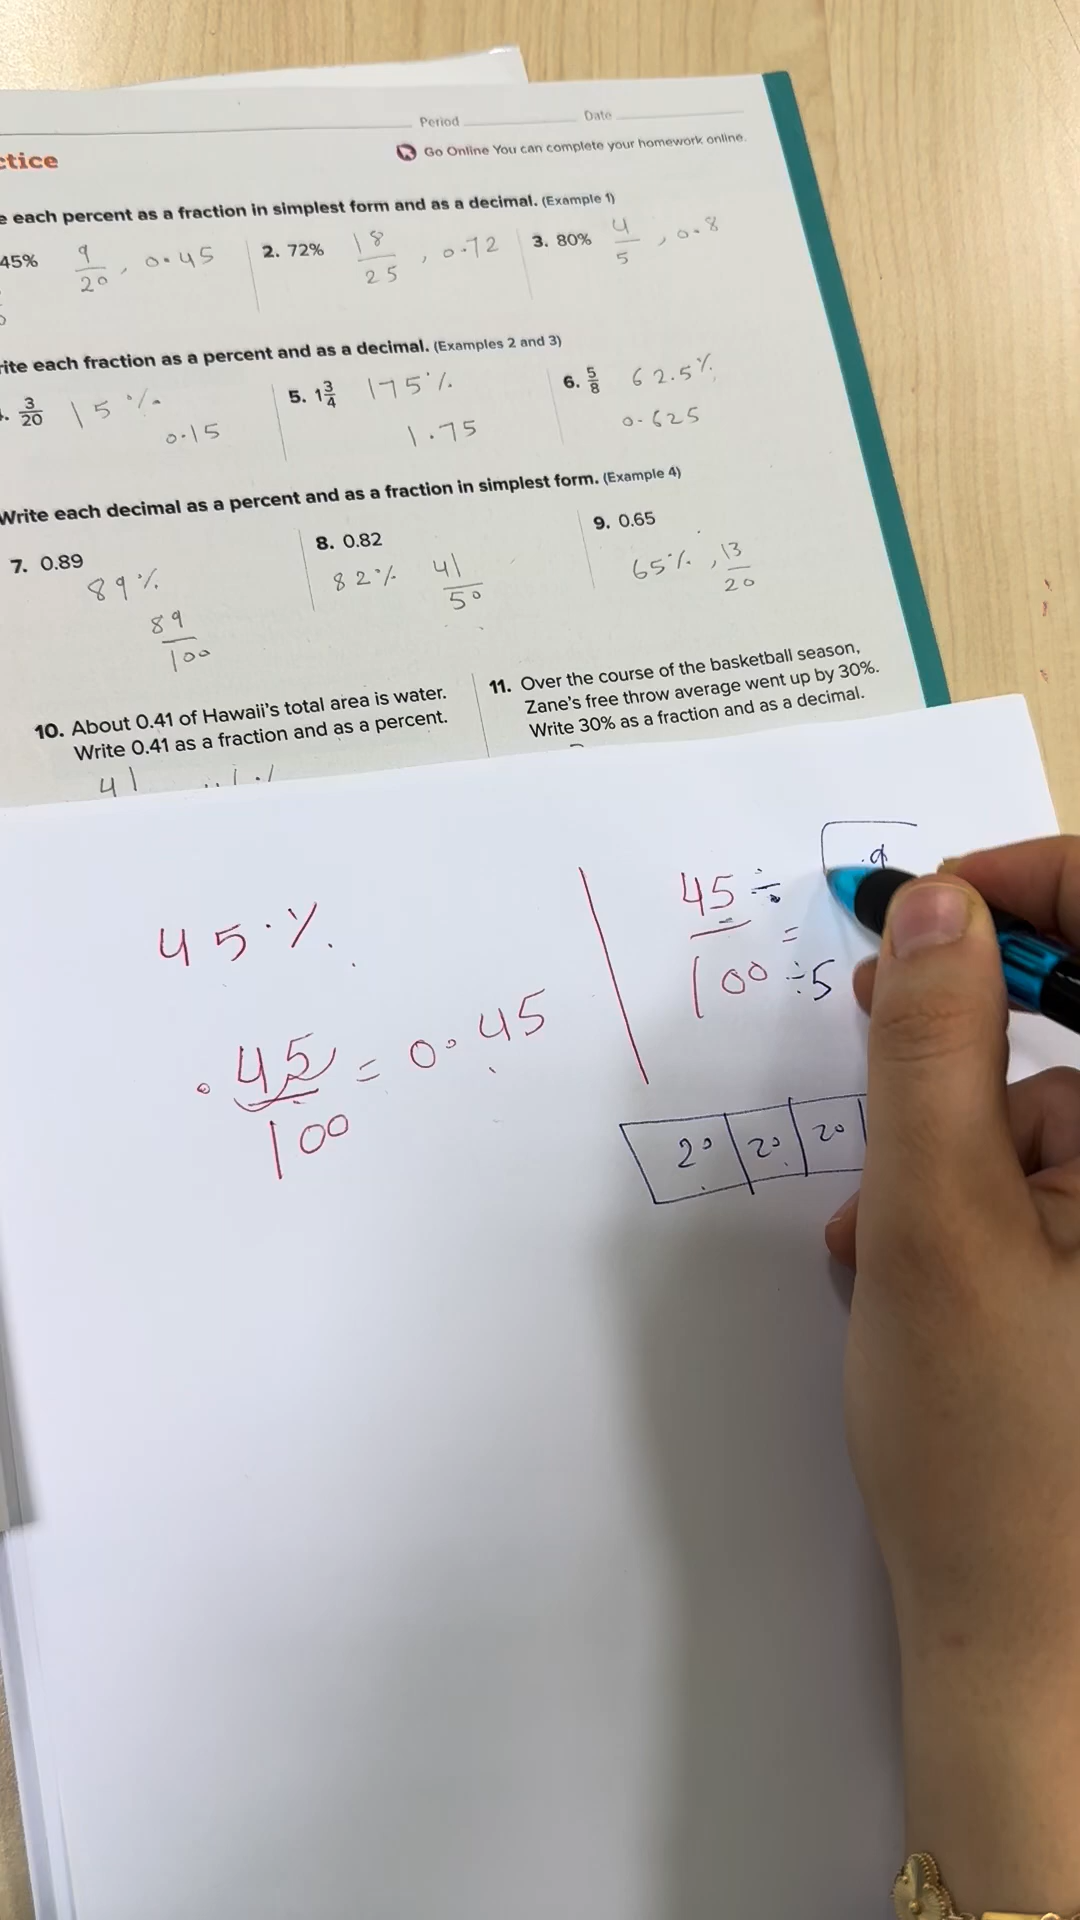 Period Date
ctice
Go Online You can complete your homework online.
e each percent as a fraction in simplest form and as a decimal. (Example 1)
45% 9/20, 0.45 2. 72% 18/25, 0.72 3. 80% 4/5, 0.8
ite each fraction as a percent and as a decimal. (Examples 2 and 3)
. 3/20 15% 5. 1 3/4 175% 6. 5/8 62.5%
0.15 1.75 0.625
Write each decimal as a percent and as a fraction in simplest form. (Example 4)
7. 0.89 8. 0.82 9. 0.65
89% 82% 41/50 65%, 13/20
89/100
10. About 0.41 of Hawaii's total area is water.
Write 0.41 as a fraction and as a percent.
11. Over the course of the basketball season,
Zane's free throw average went up by 30%.
Write 30% as a fraction and as a decimal.
41
45%
.45/100 = 0.45
45 ÷
=
100 ÷5
9
20 20 20